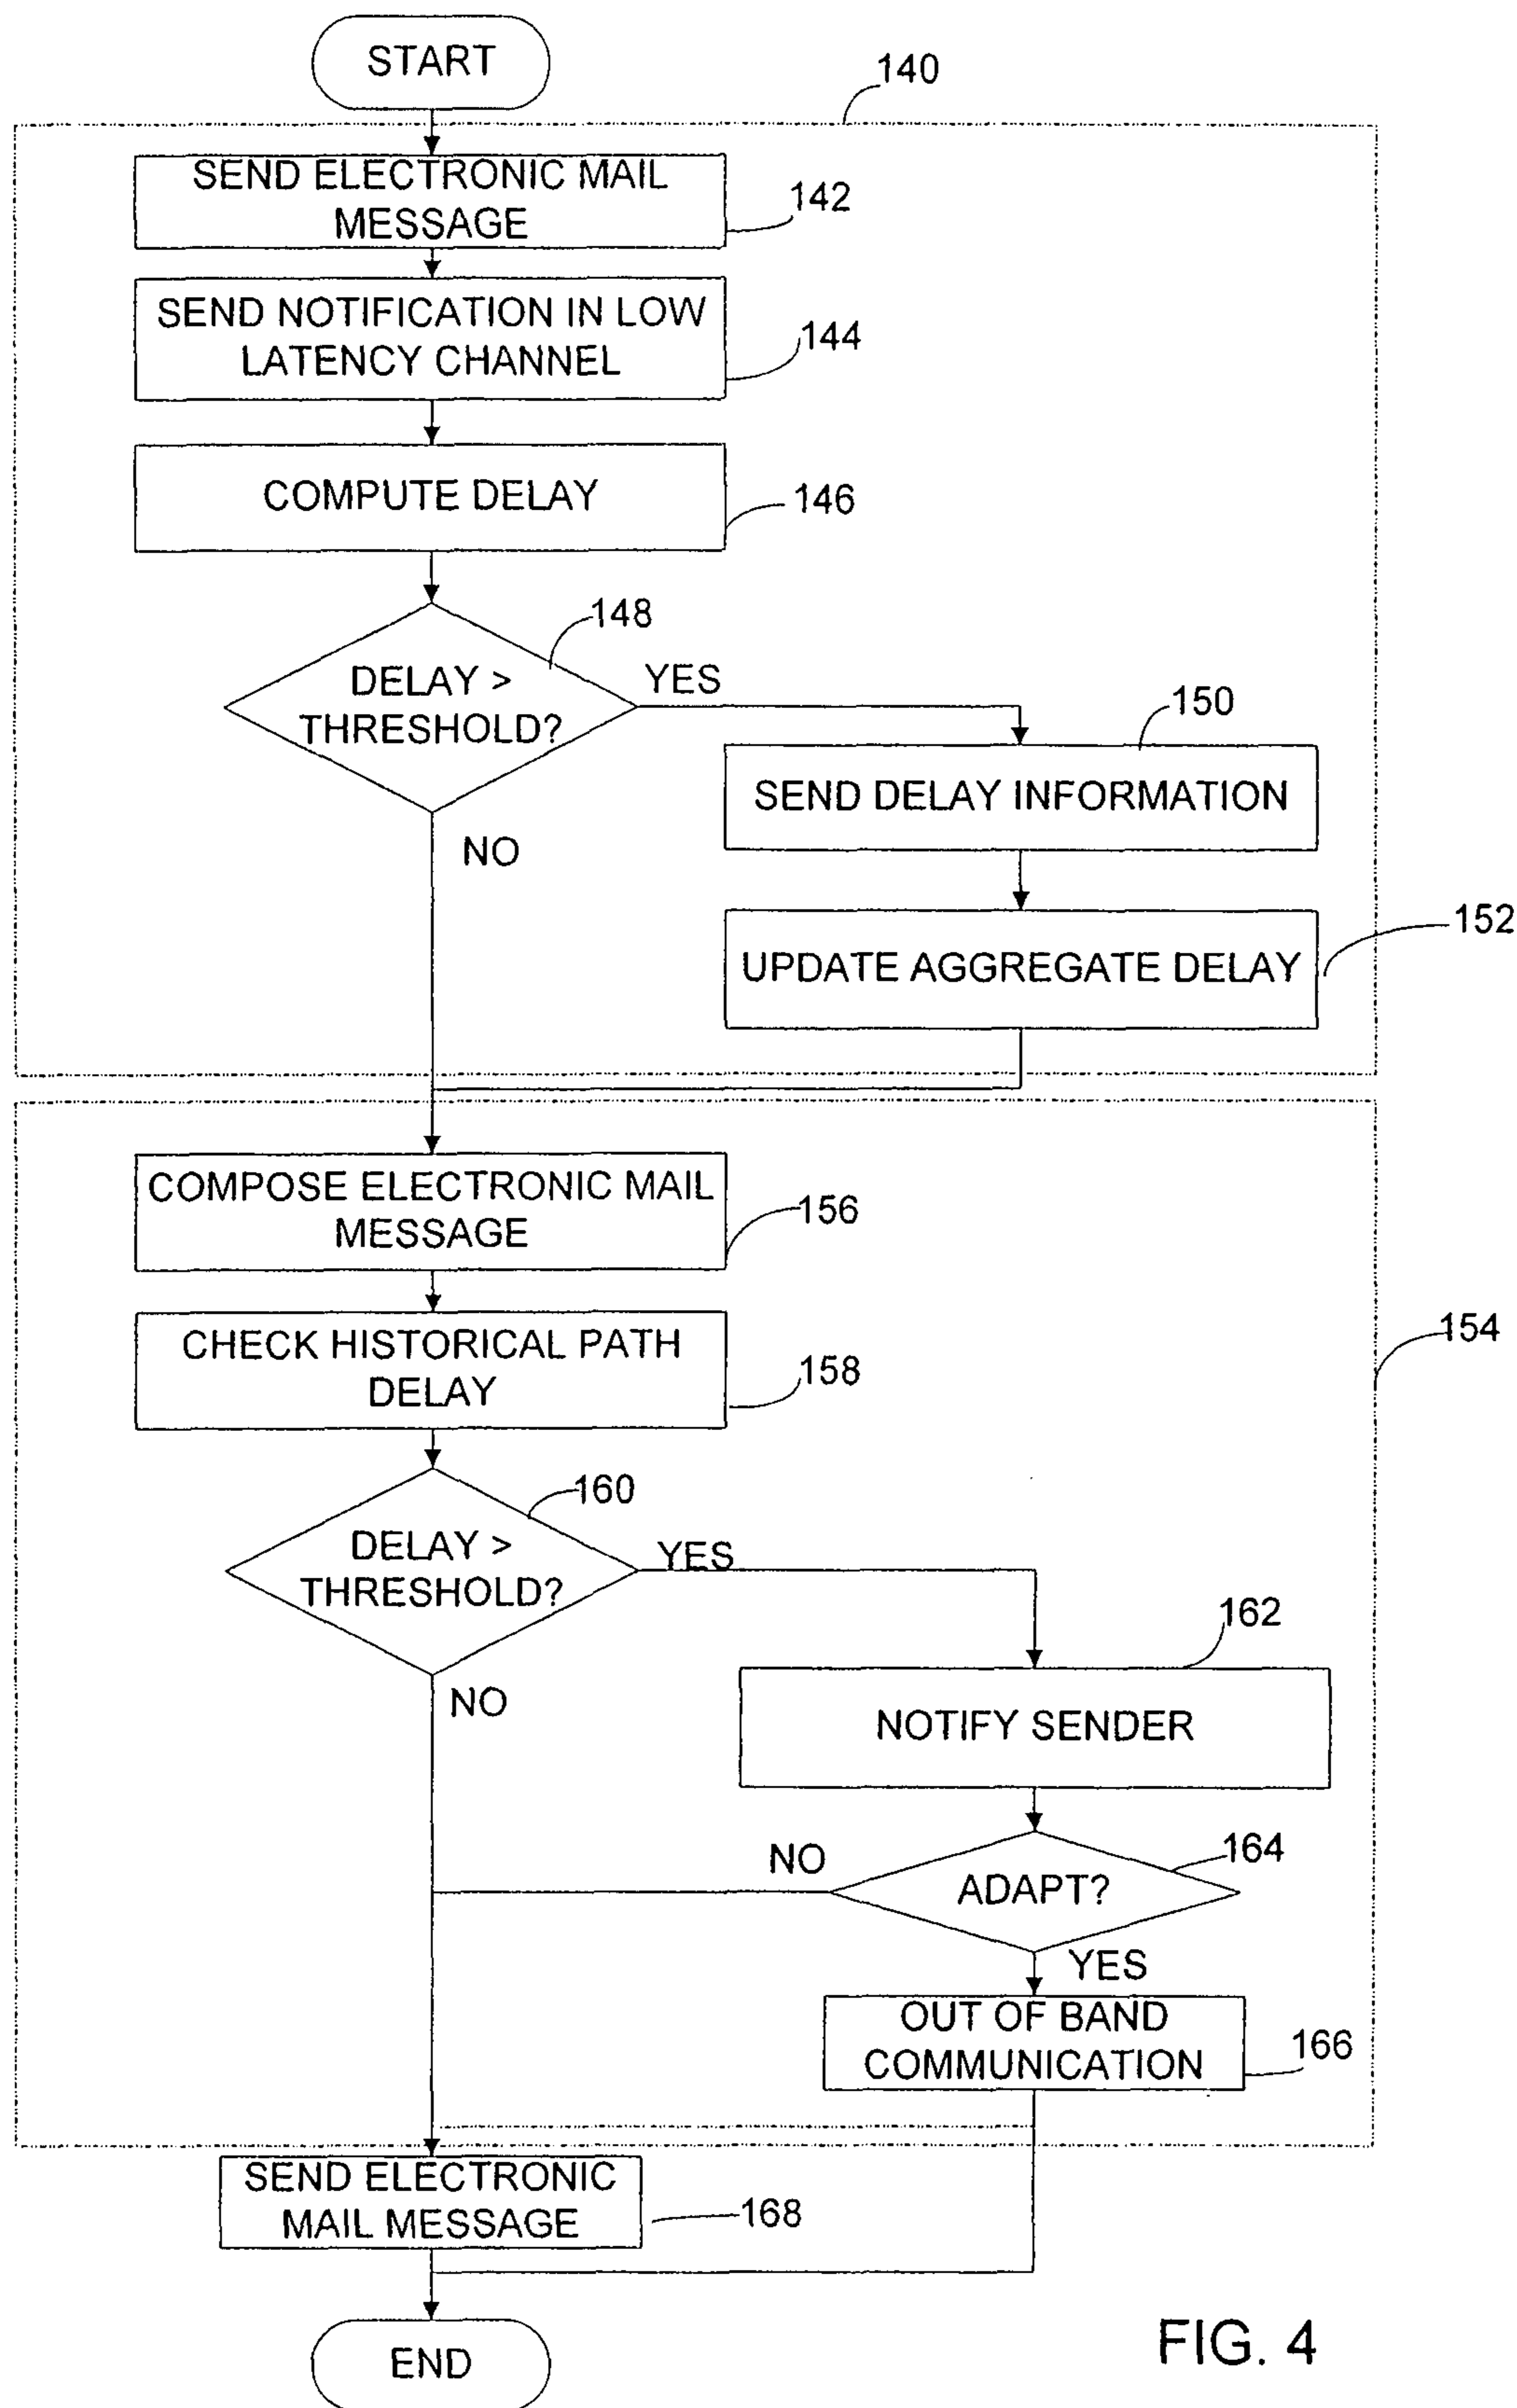 START
140
SEND ELECTRONIC MAIL
MESSAGE
142
SEND NOTIFICATION IN LOW
LATENCY CHANNEL
144
COMPUTE DELAY
146
148
DELAY >
THRESHOLD?
YES
150
SEND DELAY INFORMATION
NO
152
UPDATE AGGREGATE DELAY
COMPOSE ELECTRONIC MAIL
MESSAGE
156
154
CHECK HISTORICAL PATH
DELAY
158
160
DELAY >
THRESHOLD?
YES
162
NO
NOTIFY SENDER
164
NO
ADAPT?
YES
OUT OF BAND
COMMUNICATION
166
SEND ELECTRONIC
MAIL MESSAGE
168
END
FIG. 4